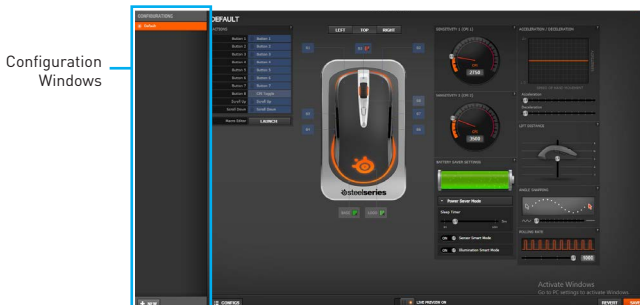 Configuration
Windows
CONFIGURATIONS
Default
DEFAULT
ACTIONS
Button 1 Button 1
Button 2 Button 2
Button 3 Button 3
Button 4 Button 4
Button 5 Button 5
Button 6 Button 6
Button 7 Button 7
Button 8 CPI Toggle
Scroll Up Scroll Up
Scroll Down Scroll Down
Macro Editor LAUNCH
LEFT TOP RIGHT
steelseries
SENSITIVITY 1 (CPI 1)
2750
SENSITIVITY 2 (CPI 2)
3500
BATTERY SAVER SETTINGS
Power Saver Mode
Sleep Timer
ON Sensor Smart Mode
ON Illumination Smart Mode
ACCELERATION / DECELERATION
Acceleration
Deceleration
LIFT DISTANCE
ANGLE SNAPPING
POLLING RATE
Activate Windows
Go to PC settings to activate Windows.
+ NEW
CONFIGS
LIVE PREVIEW ON
REVERT
SAVE